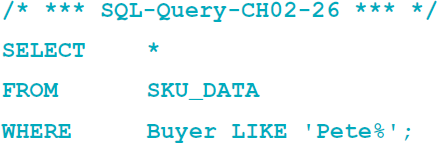 /* *** SQL-Query-CH02-26 *** */
SELECT *
FROM SKU_DATA
WHERE Buyer LIKE 'Pete%';